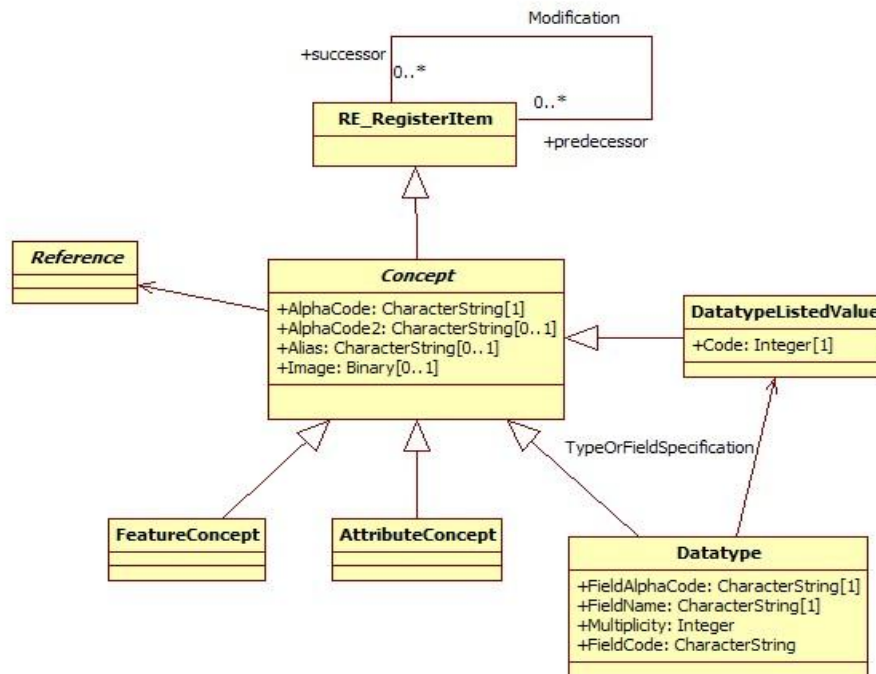 Modification
+successor
0..*
0..*
RE_RegisterItem
+predecessor
Reference
Concept
+AlphaCode: CharacterString[1]
+AlphaCode2: CharacterString[0..1]
+Alias: CharacterString[0..1]
+Image: Binary[0..1]
DatatypeListedValue
+Code: Integer[1]
TypeOrFieldSpecification
FeatureConcept
AttributeConcept
Datatype
+FieldAlphaCode: CharacterString[1]
+FieldName: CharacterString[1]
+Multiplicity: Integer
+FieldCode: CharacterString